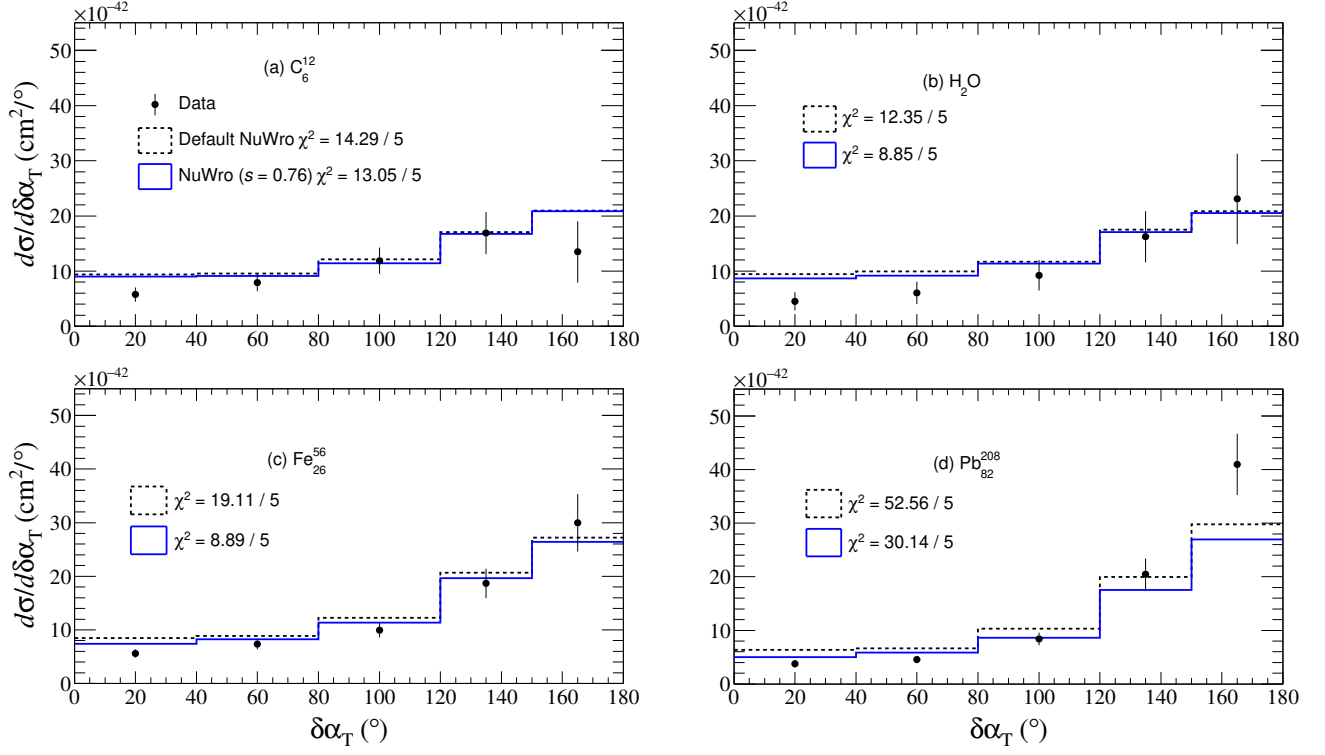 ×10⁻⁴²
dσ/dδα_T (cm²/°)
50
40
30
20
10
0
(a) C₆¹²
Data
Default NuWro χ² = 14.29 / 5
NuWro (s = 0.76) χ² = 13.05 / 5
0 20 40 60 80 100 120 140 160 180
×10⁻⁴²
50
40
30
20
10
0
(b) H₂O
χ² = 12.35 / 5
χ² = 8.85 / 5
0 20 40 60 80 100 120 140 160 180
×10⁻⁴²
dσ/dδα_T (cm²/°)
50
40
30
20
10
0
(c) Fe₂₆⁵⁶
χ² = 19.11 / 5
χ² = 8.89 / 5
0 20 40 60 80 100 120 140 160 180
δα_T (°)
×10⁻⁴²
50
40
30
20
10
0
(d) Pb₈₂²⁰⁸
χ² = 52.56 / 5
χ² = 30.14 / 5
0 20 40 60 80 100 120 140 160 180
δα_T (°)